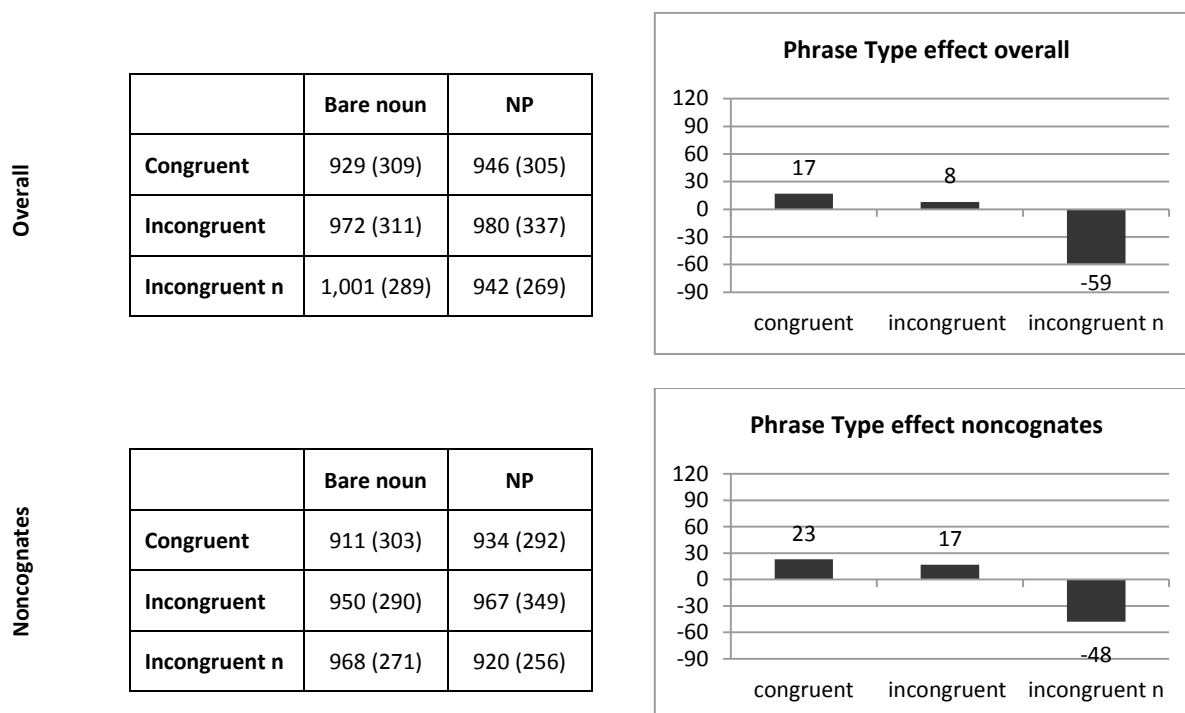 Overall
Bare noun NP
Congruent 929 (309) 946 (305)
Incongruent 972 (311) 980 (337)
Incongruent n 1,001 (289) 942 (269)
Phrase Type effect overall
120
90
60
30
0
-30
-60
-90
17
8
-59
congruent incongruent incongruent n
Noncognates
Bare noun NP
Congruent 911 (303) 934 (292)
Incongruent 950 (290) 967 (349)
Incongruent n 968 (271) 920 (256)
Phrase Type effect noncognates
120
90
60
30
0
-30
-60
-90
23
17
-48
congruent incongruent incongruent n